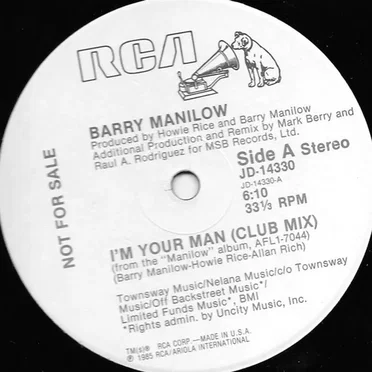 RCA
BARRY MANILOW
Produced by Howie Rice and Barry Manilow
Additional Production and Remix by Mark Berry and
Raul A. Rodriguez for MSB Records, Ltd.
Side A Stereo
JD-14330
JD-14330-A
6:10
33⅓ RPM
NOT FOR SALE
I'M YOUR MAN (CLUB MIX)
(from the "Manilow" album, AFL1-7044)
(Barry Manilow-Howie Rice-Allan Rich)
Townsway Music/Nelana Music/c/o Townsway
Music/Off Backstreet Music*/
Limited Funds Music*, BMI
*Rights admin. by Uncity Music, Inc.
TM(s)® RCA CORP.—MADE IN U.S.A.
℗ 1985 RCA/ARIOLA INTERNATIONAL